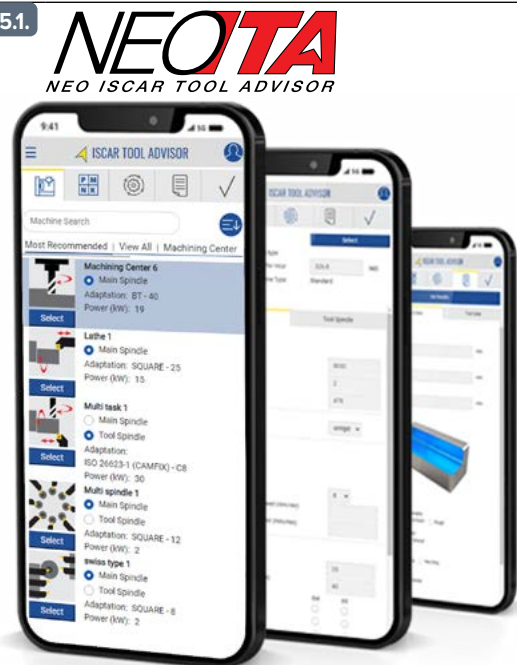 5.1.
NEOITA
NEO ISCAR TOOL ADVISOR
9:41
5G
ISCAR TOOL ADVISOR
P M
N K
Machine Search
Most Recommended | View All | Machining Center
Machining Center 6
Main Spindle
Adaptation: BT - 40
Power (kW): 19
Select
Lathe 1
Main Spindle
Adaptation: SQUARE - 25
Power (kW): 15
Select
Multi task 1
Main Spindle
Tool Spindle
Adaptation:
ISO 26623-1 (CAMFIX) - C8
Power (kW): 30
Select
Multi spindle 1
Main Spindle
Tool Spindle
Adaptation: SQUARE - 12
Power (kW): 2
Select
swiss type 1
Main Spindle
Tool Spindle
Adaptation: SQUARE - 8
Power (kW): 2
Select
ISCAR TOOL ADVISOR
Select
Standard
Tool Spindle
ISCAR TOOL ADVISOR